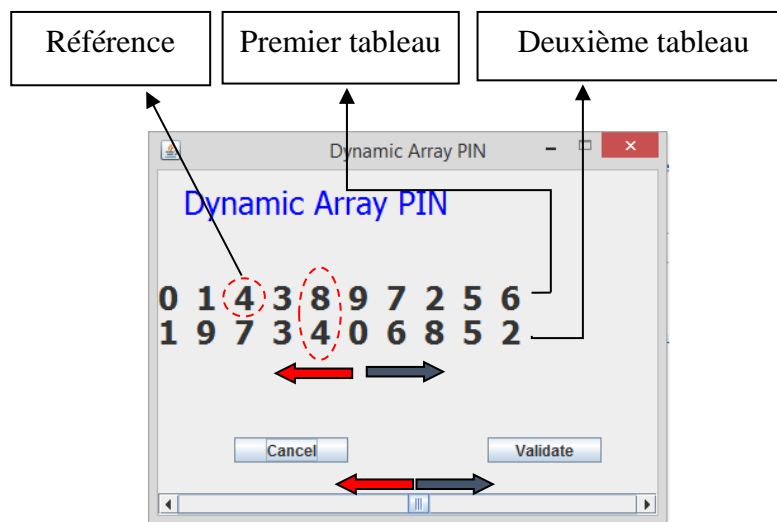 Référence
Premier tableau
Deuxième tableau
Dynamic Array PIN
Dynamic Array PIN
0 1 4 3 8 9 7 2 5 6
1 9 7 3 4 0 6 8 5 2
Cancel
Validate